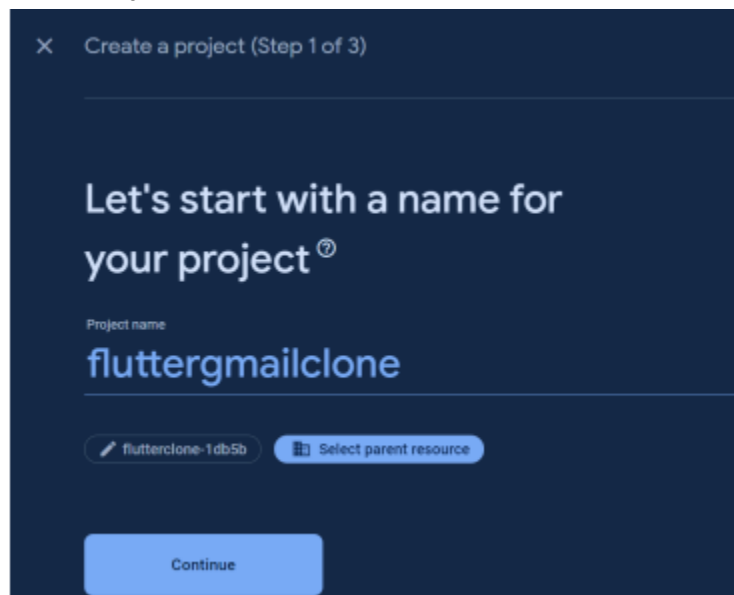 Create a project (Step 1 of 3)
Let's start with a name for
your project
Project name
fluttergmailclone
flutterclone-1db5b
Select parent resource
Continue